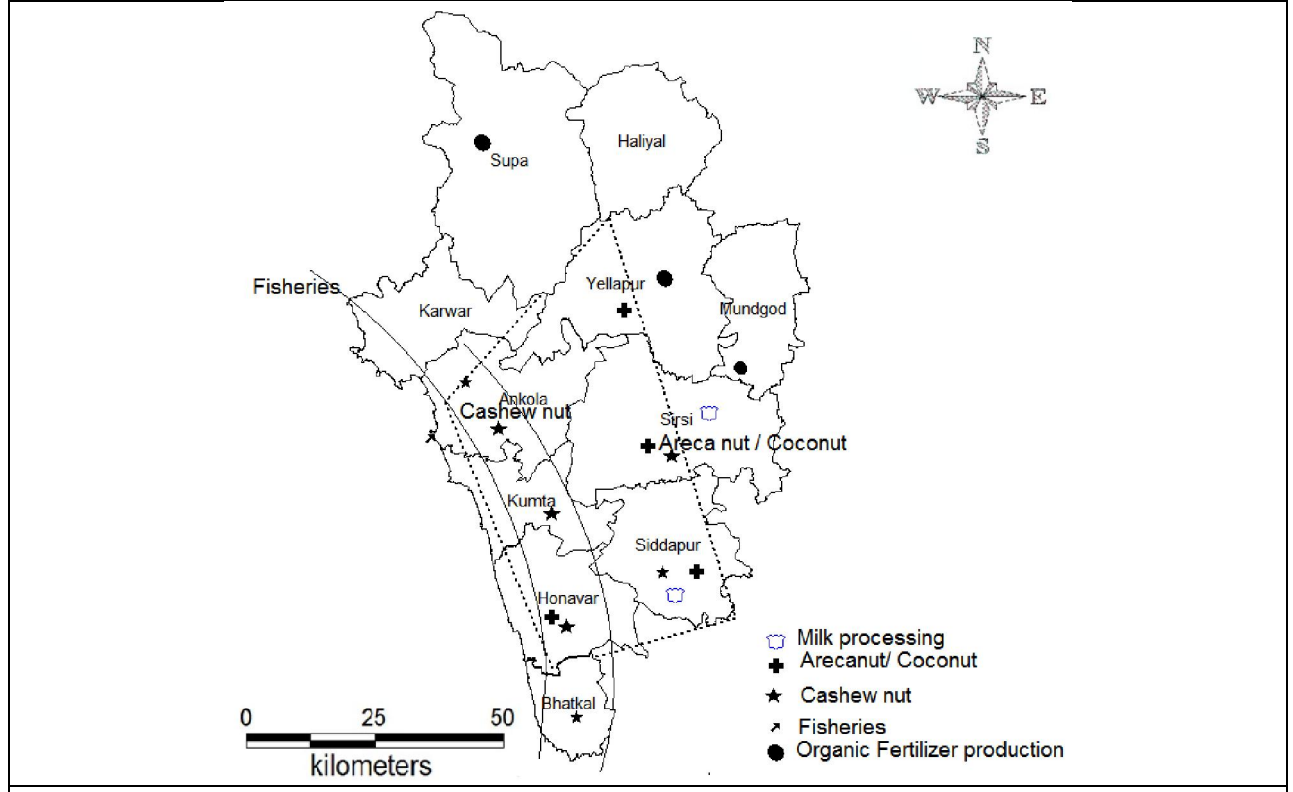 N
W E
S
Haliyal
Supa
Fisheries
Yellapur
Karwar
Mundgod
Ankola
Cashew nut
Sirsi
Areca nut / Coconut
Kumta
Siddapur
Honavar
Bhatkal
Milk processing
Arecanut/ Coconut
Cashew nut
Fisheries
Organic Fertilizer production
0 25 50
kilometers